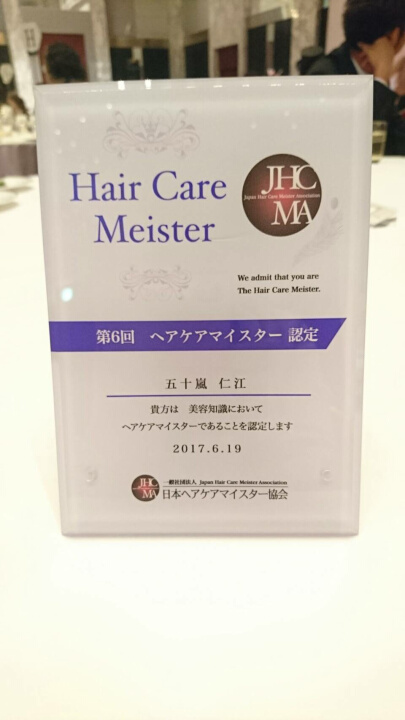 Hair Care
Meister
JHC
Japan Hair Care Meister Association
MA
We admit that you are
The Hair Care Meister.
第6回 ヘアケアマイスター 認定
五十嵐 仁江
貴方は 美容知識において
ヘアケアマイスターであることを認定します
2017.6.19
JHC
MA
一般社団法人 Japan Hair Care Meister Association
日本ヘアケアマイスター協会